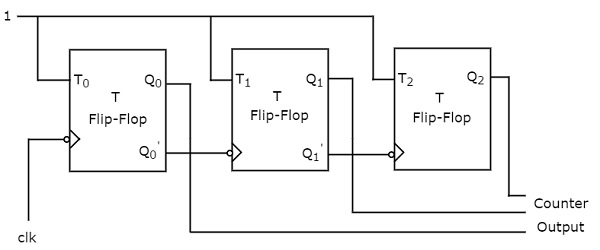 1
T₀ Q₀
T
Flip-Flop
Q₀'
clk
T₁ Q₁
T
Flip-Flop
Q₁'
T₂ Q₂
T
Flip-Flop
Counter
Output